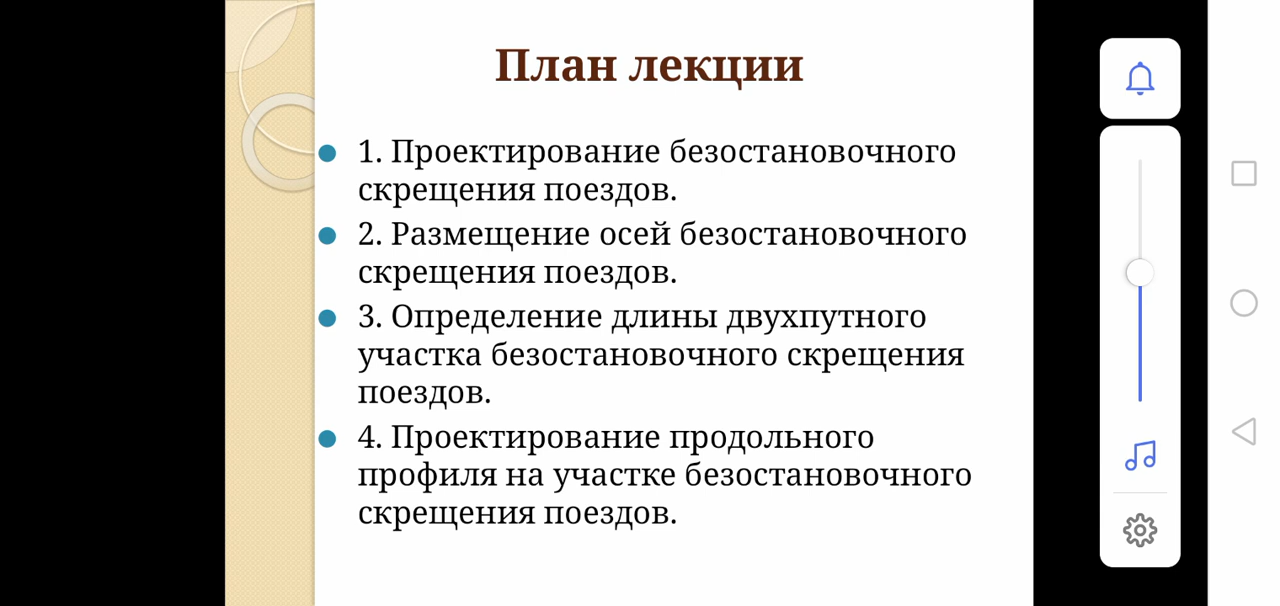 План лекции
1. Проектирование безостановочного
скрещения поездов.
2. Размещение осей безостановочного
скрещения поездов.
3. Определение длины двухпутного
участка безостановочного скрещения
поездов.
4. Проектирование продольного
профиля на участке безостановочного
скрещения поездов.